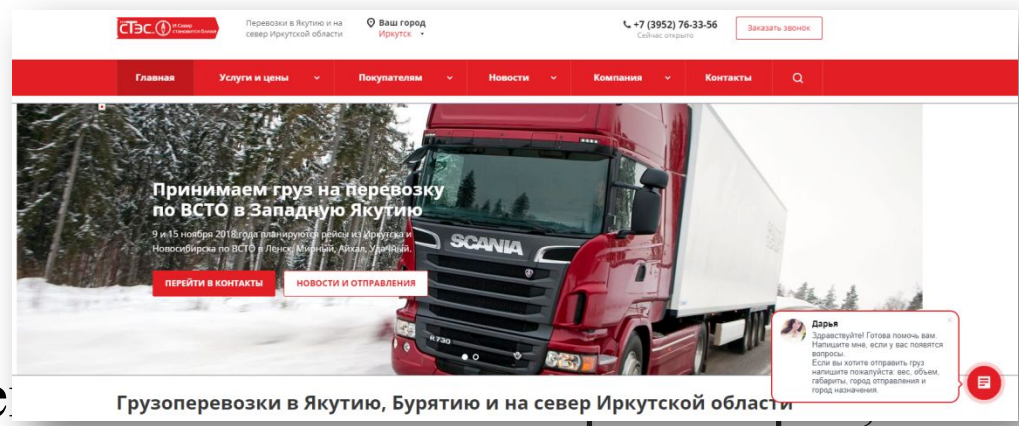 сТЭС.
И Север
становится ближе
Перевозки в Якутию и на
север Иркутской области
Ваш город
Иркутск
+7 (3952) 76-33-56
Сейчас открыто
Заказать звонок
Главная
Услуги и цены
Покупателям
Новости
Компания
Контакты
Принимаем груз на перевозку
по ВСТО в Западную Якутию
9 и 15 ноября 2018 года планируются рейсы из Иркутска и
Новосибирска по ВСТО в Ленск, Мирный, Айхал, Удачный.
ПЕРЕЙТИ В КОНТАКТЫ
НОВОСТИ И ОТПРАВЛЕНИЯ
SCANIA
R730
Дарья
Здравствуйте! Готова помочь вам.
Напишите мне, если у вас появятся
вопросы.
Если вы хотите отправить груз
напишите пожалуйста: вес, объем,
габариты, город отправления и
город назначения.
Грузоперевозки в Якутию, Бурятию и на север Иркутской области